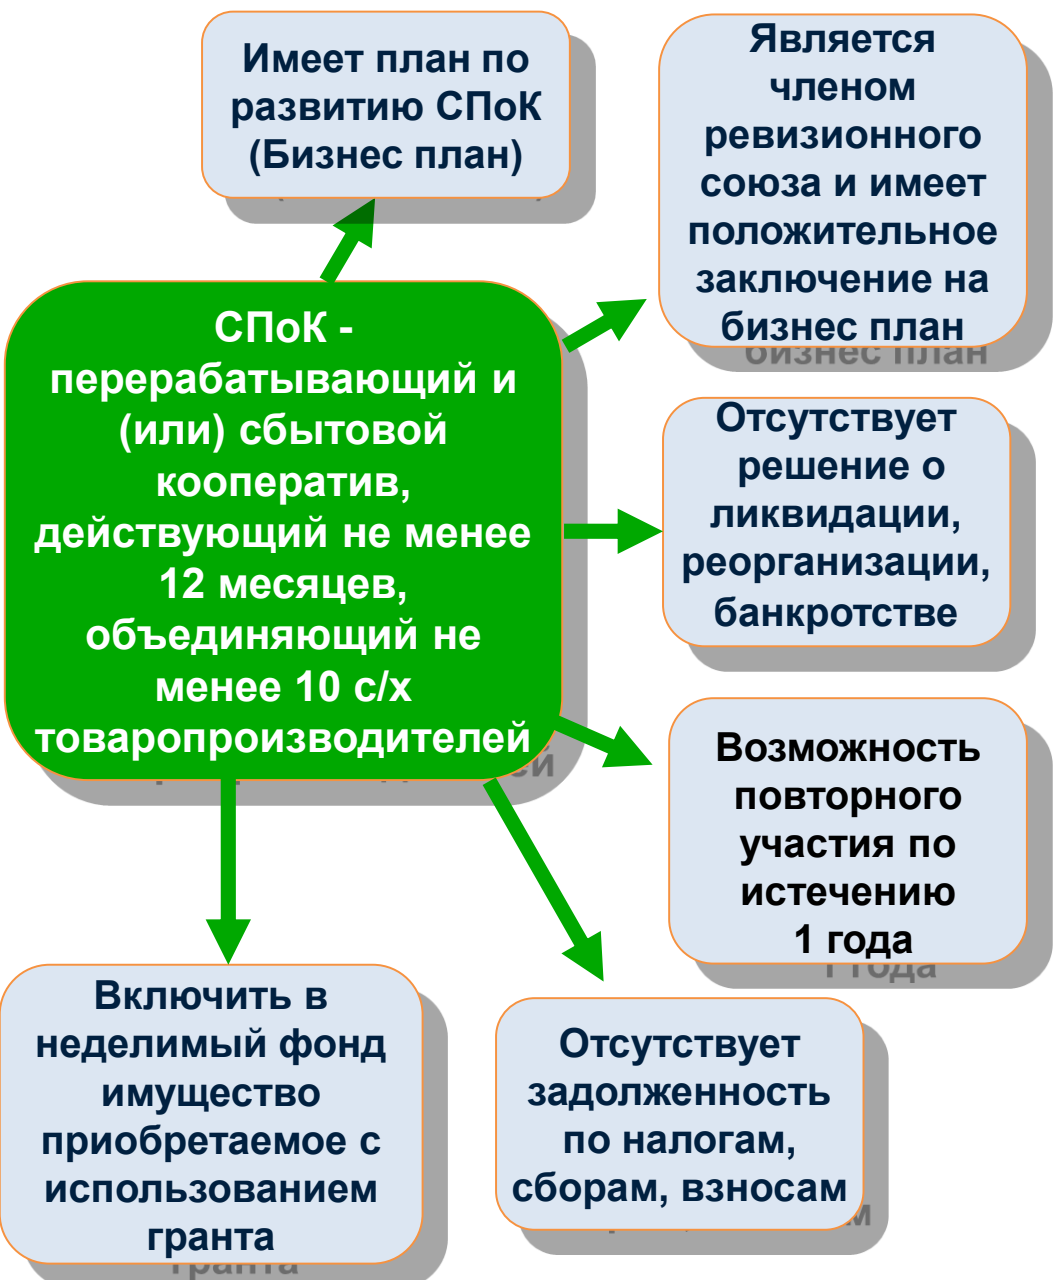 Имеет план по
развитию СПоК
(Бизнес план)
Является
членом
ревизионного
союза и имеет
положительное
заключение на
бизнес план
СПоК -
перерабатывающий и
(или) сбытовой
кооператив,
действующий не менее
12 месяцев,
объединяющий не
менее 10 с/х
товаропроизводителей
Отсутствует
решение о
ликвидации,
реорганизации,
банкротстве
Возможность
повторного
участия по
истечению
1 года
Включить в
неделимый фонд
имущество
приобретаемое с
использованием
гранта
Отсутствует
задолженность
по налогам,
сборам, взносам